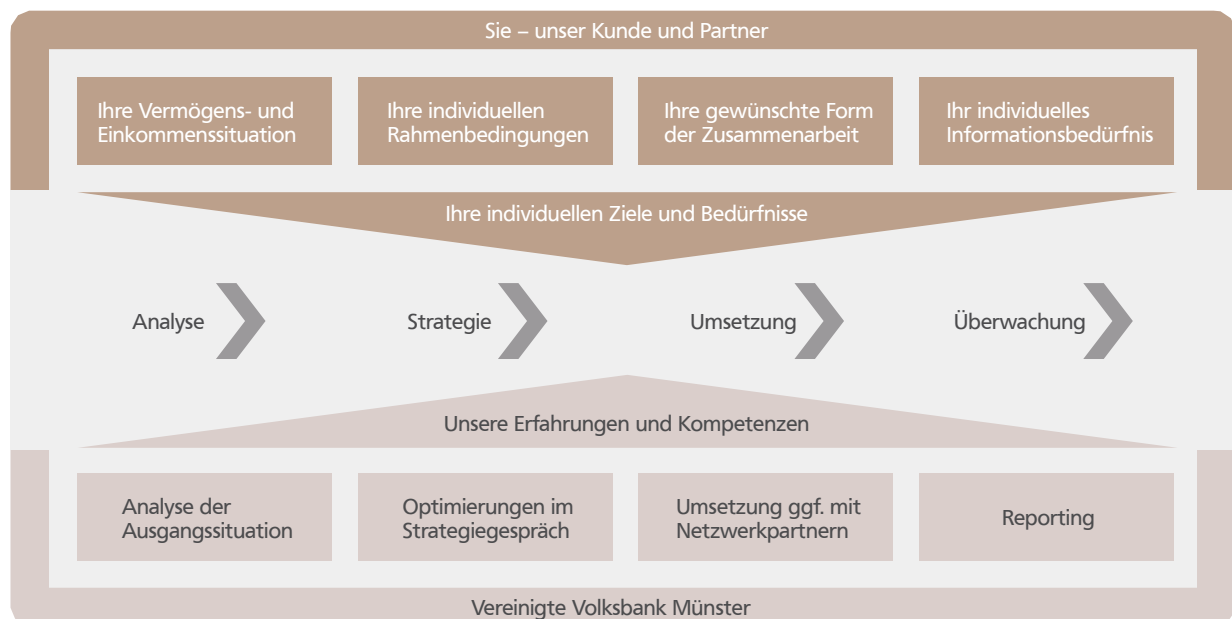 Sie – unser Kunde und Partner
Ihre Vermögens- und
Einkommenssituation
Ihre individuellen
Rahmenbedingungen
Ihre gewünschte Form
der Zusammenarbeit
Ihr individuelles
Informationsbedürfnis
Ihre individuellen Ziele und Bedürfnisse
Analyse
Strategie
Umsetzung
Überwachung
Unsere Erfahrungen und Kompetenzen
Analyse der
Ausgangssituation
Optimierungen im
Strategiegespräch
Umsetzung ggf. mit
Netzwerkpartnern
Reporting
Vereinigte Volksbank Münster